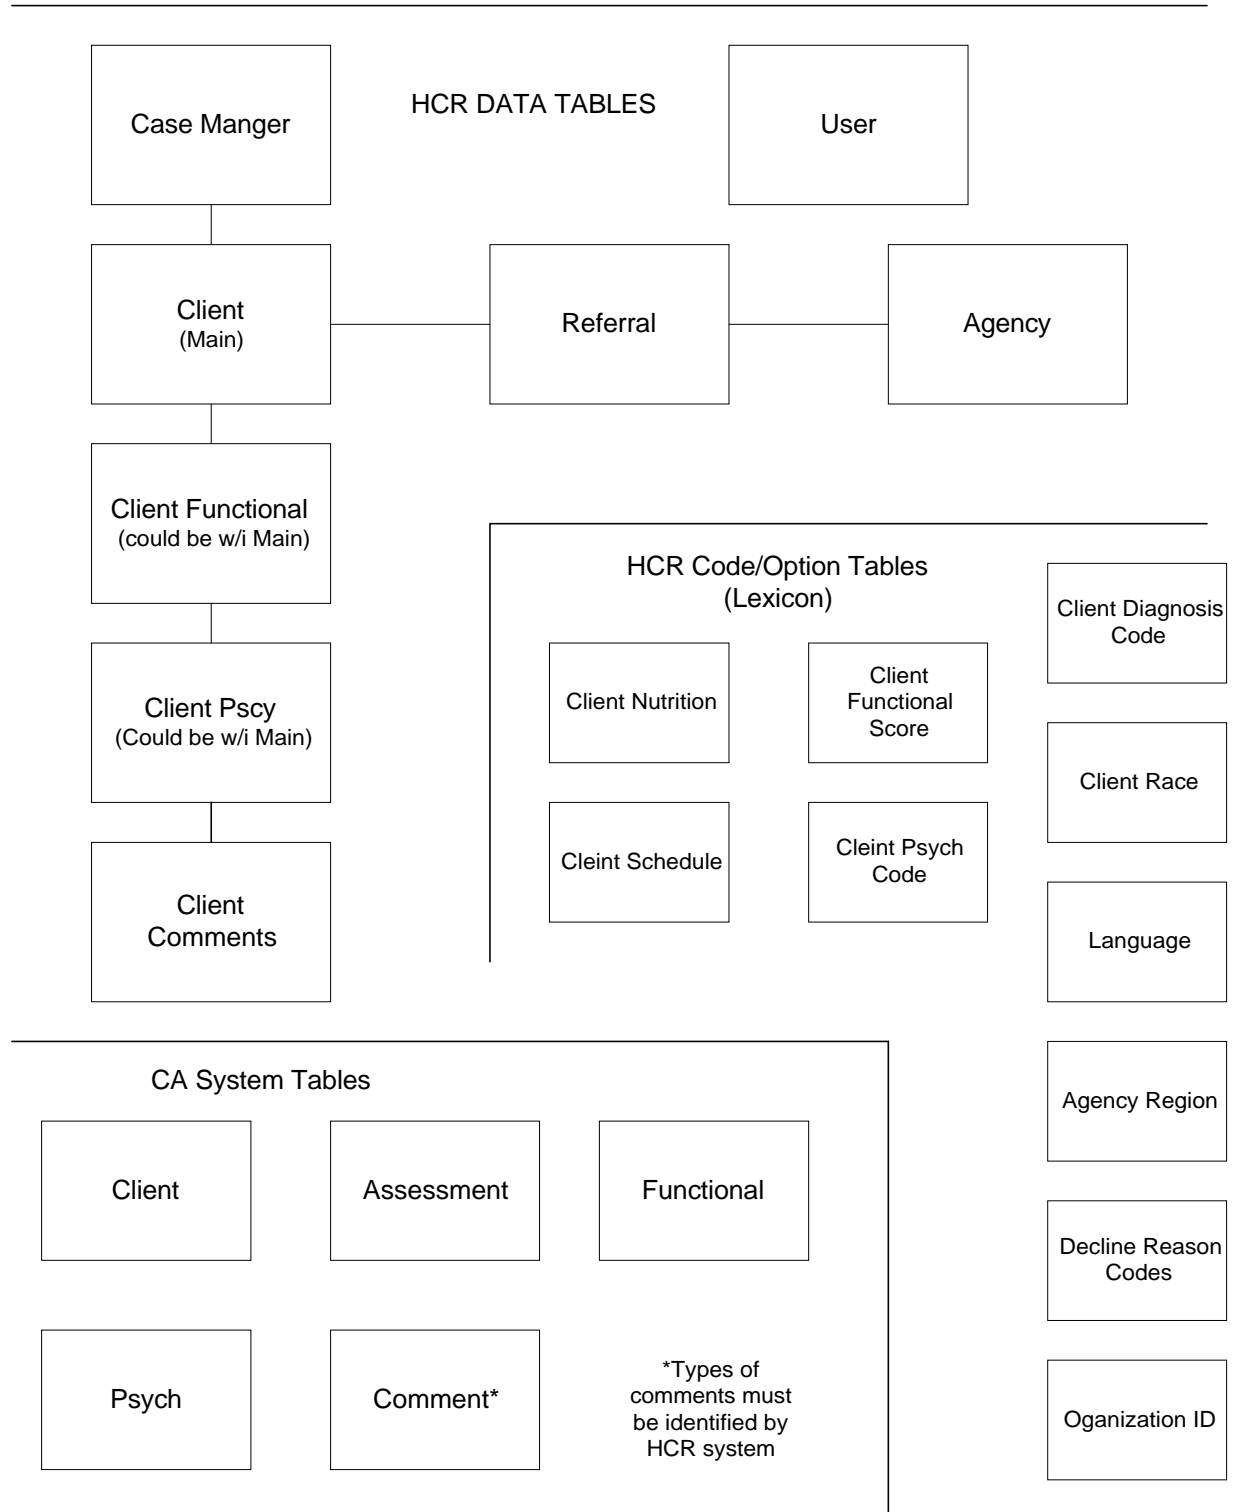 HCR DATA TABLES
Case Manger
User
Client
(Main)
Referral
Agency
Client Functional
(could be w/i Main)
Client Pscy
(Could be w/i Main)
Client
Comments
HCR Code/Option Tables
(Lexicon)
Client Nutrition
Client
Functional
Score
Cleint Schedule
Cleint Psych
Code
Client Diagnosis
Code
Client Race
Language
Agency Region
Decline Reason
Codes
Oganization ID
CA System Tables
Client
Assessment
Functional
Psych
Comment*
*Types of
comments must
be identified by
HCR system